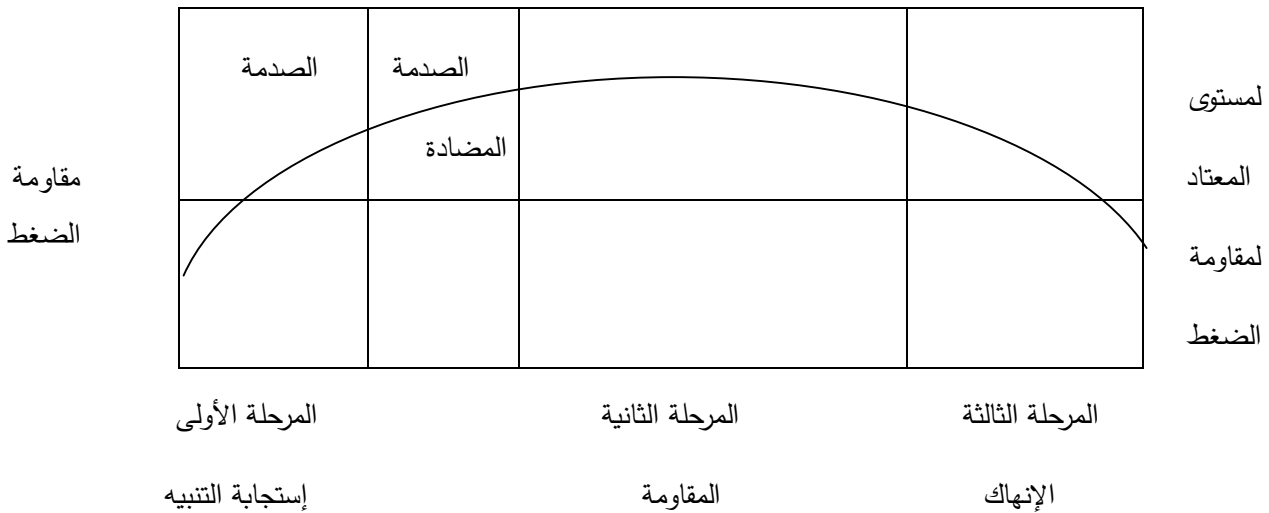 الصدمة
الصدمة
المضادة
مقاومة
الضغط
لمستوى
المعتاد
لمقاومة
الضغط
المرحلة الأولى
المرحلة الثانية
المرحلة الثالثة
إستجابة التنبيه
المقاومة
الإنهاك